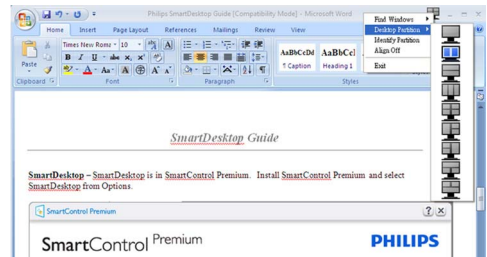 Philips SmartDesktop Guide [Compatibility Mode] - Microsoft Word
Find Windows
Desktop Partition
Identify Partition
Align Off
Exit
Home Insert Page Layout References Mailings Review View
Times New Roma 10
Paste
AaBbCcDd AaBbCcI
¶ Caption Heading 1
Clipboard Font Paragraph Styles
SmartDesktop Guide
SmartDesktop – SmartDesktop is in SmartControl Premium. Install SmartControl Premium and select
SmartDesktop from Options.
SmartControl Premium
SmartControl Premium
PHILIPS